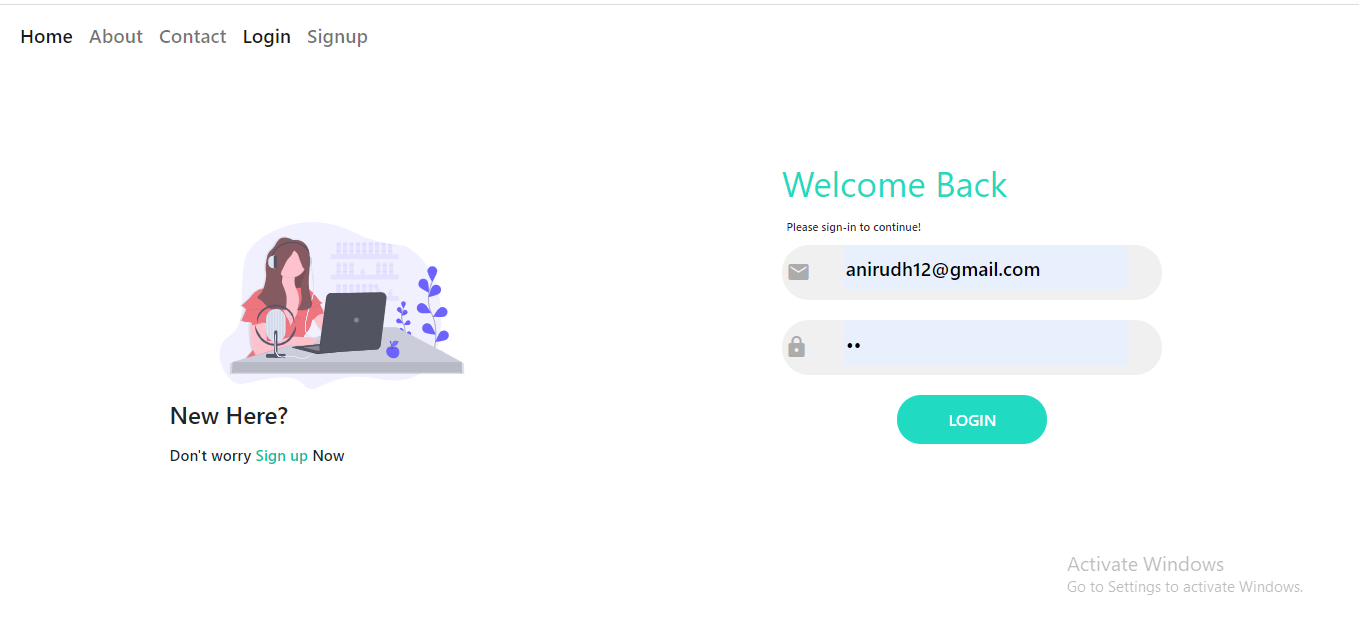 Home About Contact Login Signup
Welcome Back
Please sign-in to continue!
anirudh12@gmail.com
••
LOGIN
New Here?
Don't worry Sign up Now
Activate Windows
Go to Settings to activate Windows.